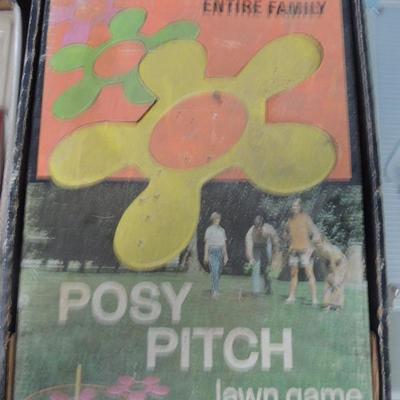 ENTIRE FAMILY
POSY
PITCH
lawn game